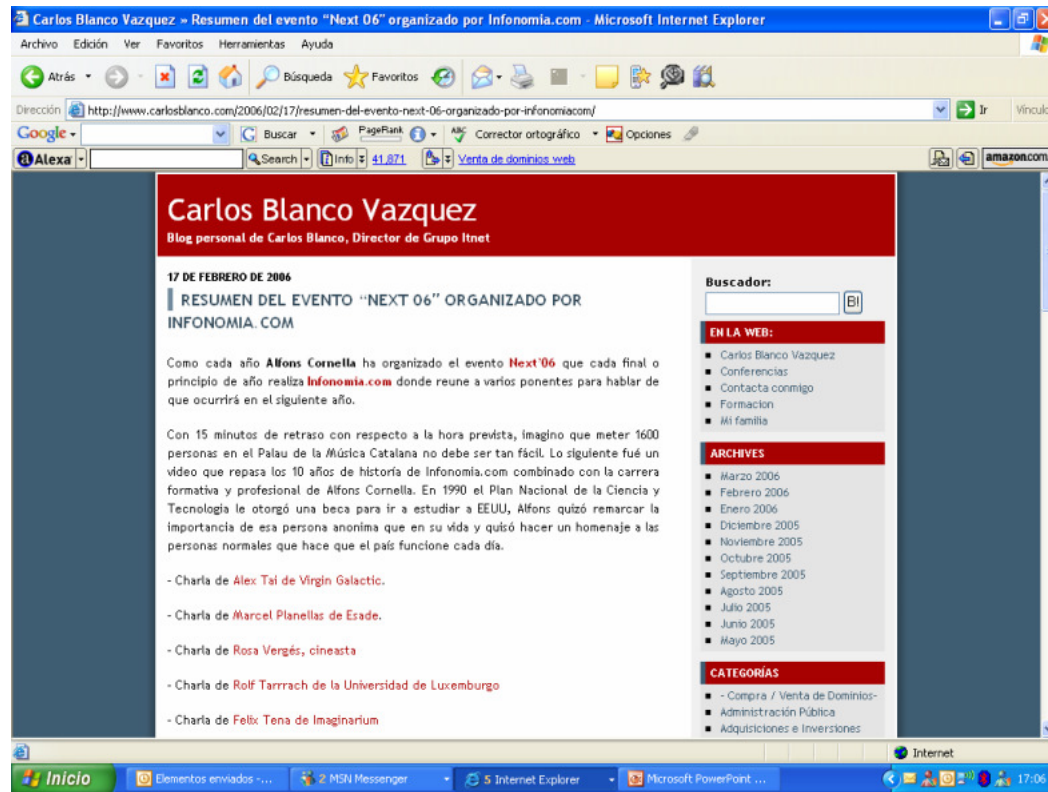 Carlos Blanco Vazquez » Resumen del evento "Next 06" organizado por Infonomia.com - Microsoft Internet Explorer
Archivo Edición Ver Favoritos Herramientas Ayuda
Atrás Búsqueda Favoritos
Dirección http://www.carlosblanco.com/2006/02/17/resumen-del-evento-next-06-organizado-por-infonomiacom/ Ir
Google Buscar PageRank ABC Corrector ortográfico Opciones
Alexa Search Info 41,871 Venta de dominios web amazon.com
Carlos Blanco Vazquez
Blog personal de Carlos Blanco, Director de Grupo Itnet
17 DE FEBRERO DE 2006
RESUMEN DEL EVENTO “NEXT 06” ORGANIZADO POR
INFONOMIA.COM
Como cada año Alfons Cornella ha organizado el evento Next'06 que cada final o
principio de año realiza Infonomia.com donde reune a varios ponentes para hablar de
que ocurrirá en el siguiente año.
Con 15 minutos de retraso con respecto a la hora prevista, imagino que meter 1600
personas en el Palau de la Música Catalana no debe ser tan fácil. Lo siguiente fué un
video que repasa los 10 años de historía de Infonomia.com combinado con la carrera
formativa y profesional de Alfons Cornella. En 1990 el Plan Nacional de la Ciencia y
Tecnologia le otorgó una beca para ir a estudiar a EEUU, Alfons quizó remarcar la
importancia de esa persona anonima que en su vida y quisó hacer un homenaje a las
personas normales que hace que el país funcione cada día.
- Charla de Alex Tai de Virgin Galactic.
- Charla de Marcel Planellas de Esade.
- Charla de Rosa Vergés, cineasta
- Charla de Rolf Tarrrach de la Universidad de Luxemburgo
- Charla de Felix Tena de Imaginarium
Buscador:
B!
EN LA WEB:
Carlos Blanco Vazquez
Conferencias
Contacta conmigo
Formacion
Mi familia
ARCHIVES
Marzo 2006
Febrero 2006
Enero 2006
Diciembre 2005
Noviembre 2005
Octubre 2005
Septiembre 2005
Agosto 2005
Julio 2005
Junio 2005
Mayo 2005
CATEGORÍAS
- Compra / Venta de Dominios-
Administración Pública
Adquisiciones e Inversiones
Internet
Inicio Elementos enviados -... 2 MSN Messenger 5 Internet Explorer Microsoft PowerPoint ... 17:06